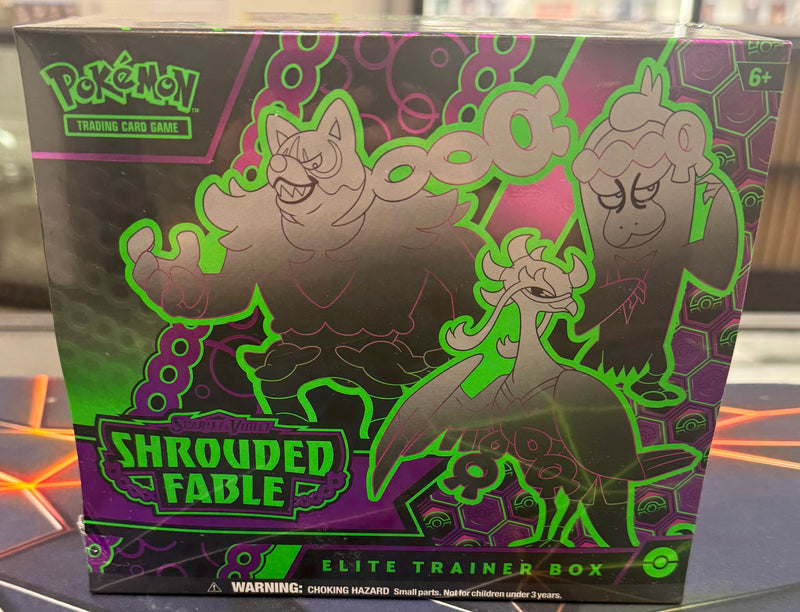 POKéMON
TM
TRADING CARD GAME
6+
SCARLET & VIOLET
SHROUDED
FABLE
ELITE TRAINER BOX
WARNING: CHOKING HAZARD Small parts. Not for children under 3 years.